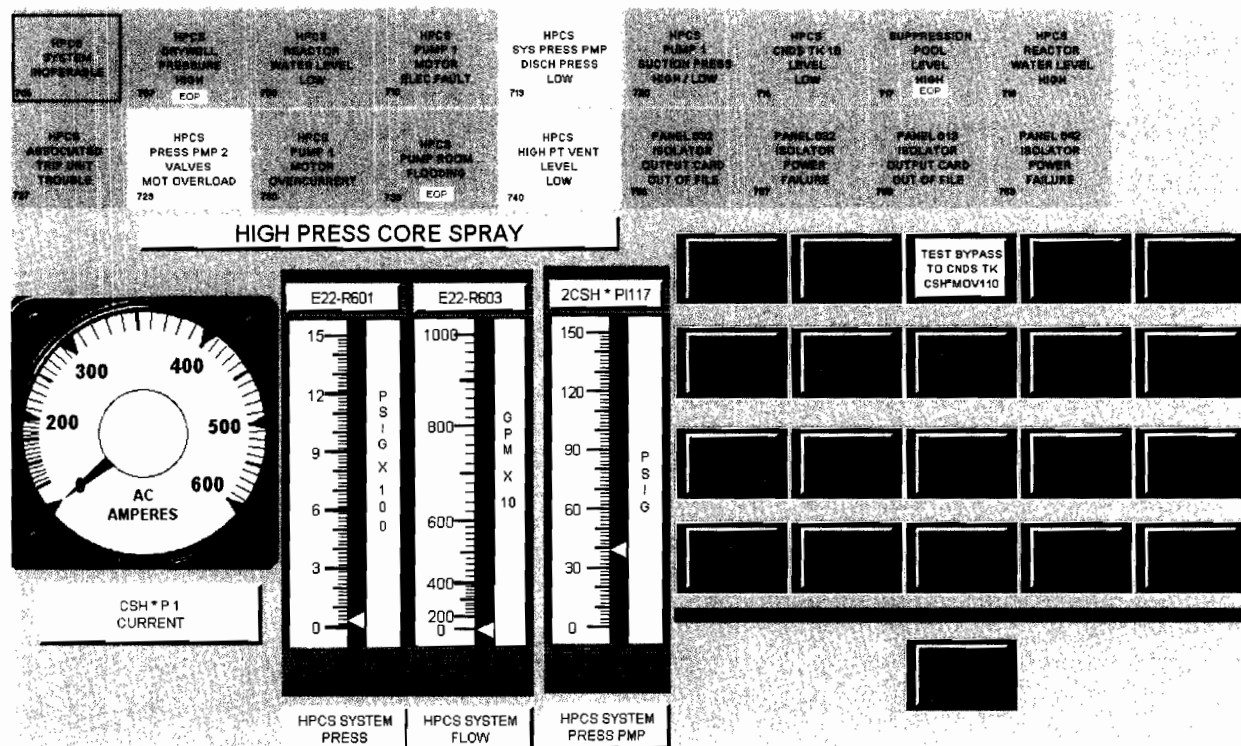 HPCS
SYSTEM
INOPERABLE
HPCS
DRYWELL
PRESSURE
HIGH
EOP
HPCS
REACTOR
WATER LEVEL
LOW
HPCS
PUMP 1
MOTOR
ELEC FAULT
HPCS
SYS PRESS PMP
DISCH PRESS
LOW
713
HPCS
PUMP 1
SUCTION PRESS
HIGH / LOW
HPCS
CNDS TK 1B
LEVEL
LOW
SUPPRESSION
POOL
LEVEL
HIGH
EOP
HPCS
REACTOR
WATER LEVEL
HIGH
HPCS
ASSOCIATED
TRIP UNIT
TROUBLE
HPCS
PRESS PMP 2
VALVES
MOT OVERLOAD
HPCS
PUMP 1
MOTOR
OVERCURRENT
HPCS
PUMP ROOM
FLOODING
EOP
HPCS
HIGH PT VENT
LEVEL
LOW
740
ISOLATOR
OUTPUT CARD
OUT OF FILE
ISOLATOR
POWER
FAILURE
ISOLATOR
OUTPUT CARD
OUT OF FILE
ISOLATOR
POWER
FAILURE
HIGH PRESS CORE SPRAY
TEST BYPASS
TO CNDS TK
CSH*MOV110
0
200
300
400
500
600
AC
AMPERES
CSH * P 1
CURRENT
E22-R601
15
12
9
6
3
0
PSIG X 100
HPCS SYSTEM
PRESS
E22-R603
1000
800
600
400
200
0
GPM X 10
HPCS SYSTEM
FLOW
2CSH * PI117
150
120
90
60
30
0
PSIG
HPCS SYSTEM
PRESS PMP